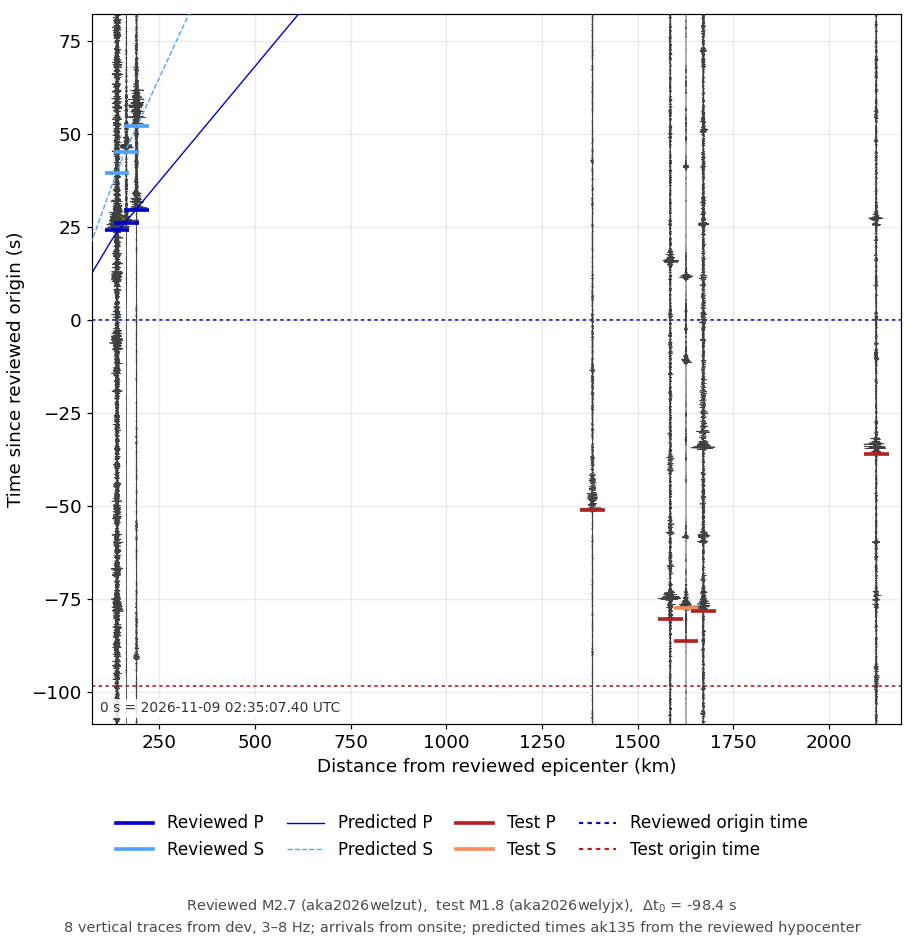 75
50
25
0
−25
−50
−75
−100
Time since reviewed origin (s)
0 s = 2026-11-09 02:35:07.40 UTC
250 500 750 1000 1250 1500 1750 2000
Distance from reviewed epicenter (km)
Reviewed P Predicted P Test P Reviewed origin time
Reviewed S Predicted S Test S Test origin time
Reviewed M2.7 (aka2026welzut), test M1.8 (aka2026welyjx), Δt₀ = -98.4 s
8 vertical traces from dev, 3–8 Hz; arrivals from onsite; predicted times ak135 from the reviewed hypocenter